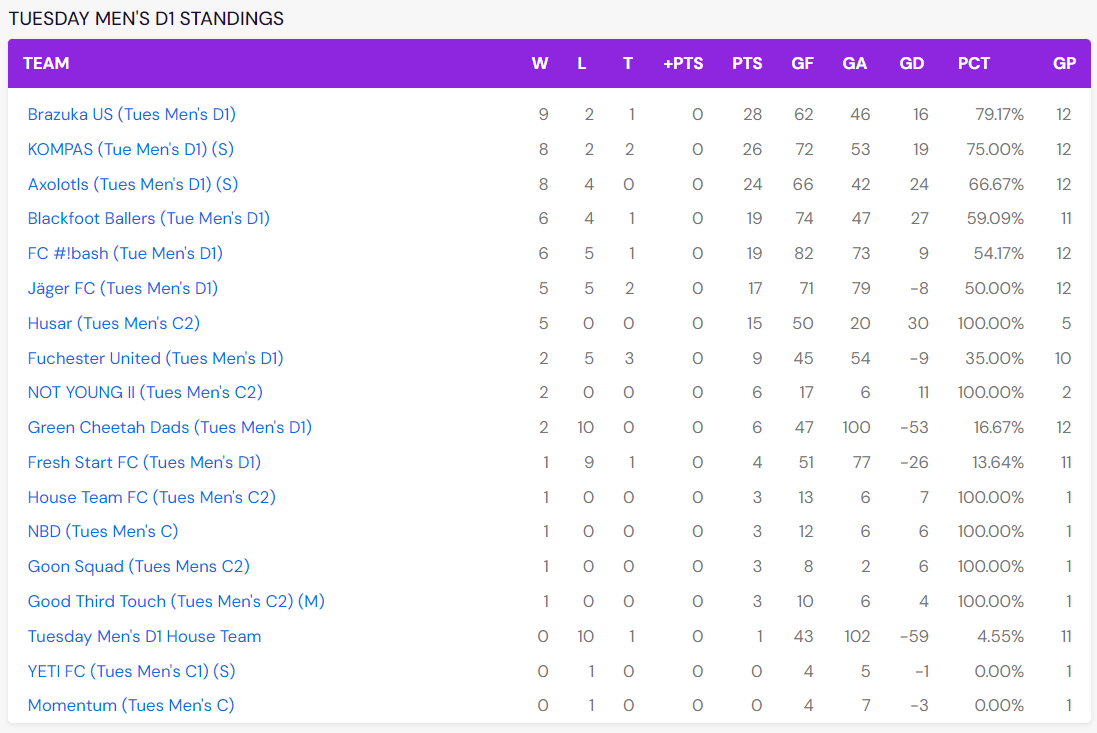 TUESDAY MEN'S D1 STANDINGS
TEAM W L T +PTS PTS GF GA GD PCT GP
Brazuka US (Tues Men's D1) 9 2 1 0 28 62 46 16 79.17% 12
KOMPAS (Tue Men's D1) (S) 8 2 2 0 26 72 53 19 75.00% 12
Axolotls (Tues Men's D1) (S) 8 4 0 0 24 66 42 24 66.67% 12
Blackfoot Ballers (Tue Men's D1) 6 4 1 0 19 74 47 27 59.09% 11
FC #!bash (Tue Men's D1) 6 5 1 0 19 82 73 9 54.17% 12
Jäger FC (Tues Men's D1) 5 5 2 0 17 71 79 -8 50.00% 12
Husar (Tues Men's C2) 5 0 0 0 15 50 20 30 100.00% 5
Fuchester United (Tues Men's D1) 2 5 3 0 9 45 54 -9 35.00% 10
NOT YOUNG II (Tues Men's C2) 2 0 0 0 6 17 6 11 100.00% 2
Green Cheetah Dads (Tues Men's D1) 2 10 0 0 6 47 100 -53 16.67% 12
Fresh Start FC (Tues Men's D1) 1 9 1 0 4 51 77 -26 13.64% 11
House Team FC (Tues Men's C2) 1 0 0 0 3 13 6 7 100.00% 1
NBD (Tues Men's C) 1 0 0 0 3 12 6 6 100.00% 1
Goon Squad (Tues Mens C2) 1 0 0 0 3 8 2 6 100.00% 1
Good Third Touch (Tues Men's C2) (M) 1 0 0 0 3 10 6 4 100.00% 1
Tuesday Men's D1 House Team 0 10 1 0 1 43 102 -59 4.55% 11
YETI FC (Tues Men's C1) (S) 0 1 0 0 0 4 5 -1 0.00% 1
Momentum (Tues Men's C) 0 1 0 0 0 4 7 -3 0.00% 1